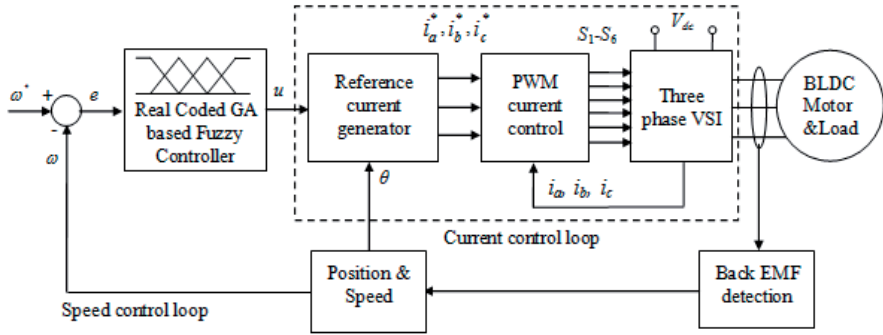 i*a, i*b, i*c
S1-S6
Vdc
ω* +
-
e
ω
Real Coded GA
based Fuzzy
Controller
u
Reference
current
generator
PWM
current
control
Three
phase VSI
BLDC
Motor
&Load
θ
ia, ib, ic
Current control loop
Speed control loop
Position &
Speed
Back EMF
detection